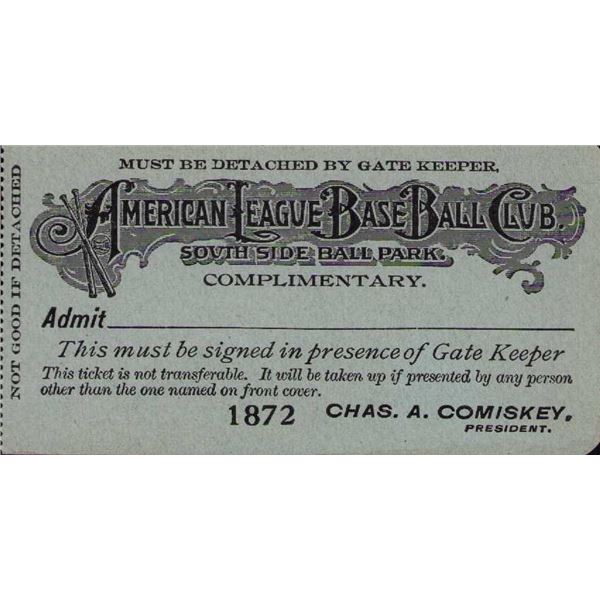 MUST BE DETACHED BY GATE KEEPER.
AMERICAN LEAGUE BASE BALL CLUB.
SOUTH SIDE BALL PARK.
COMPLIMENTARY.
Admit
This must be signed in presence of Gate Keeper
This ticket is not transferable. It will be taken up if presented by any person
other than the one named on front cover.
1872 CHAS. A. COMISKEY,
PRESIDENT.
NOT GOOD IF DETACHED